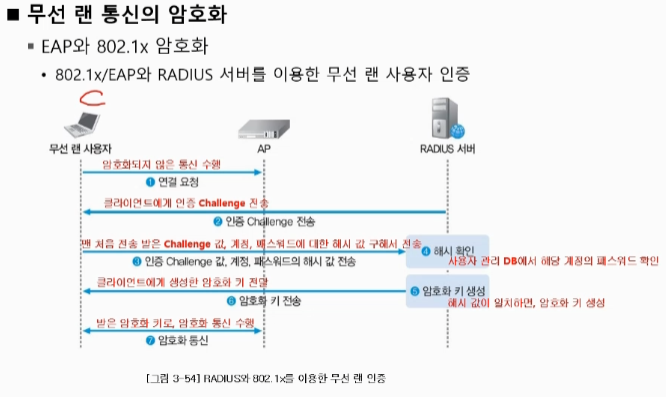 ■ 무선 랜 통신의 암호화
▪ EAP와 802.1x 암호화
• 802.1x/EAP와 RADIUS 서버를 이용한 무선 랜 사용자 인증
무선 랜 사용자 AP RADIUS 서버
암호화되지 않은 통신 수행
❶ 연결 요청
클라이언트에게 인증 Challenge 전송
❷ 인증 Challenge 전송
맨 처음 전송 받은 Challenge 값, 계정, 패스워드에 대한 해시 값 구해서 전송
❸ 인증 Challenge 값, 계정, 패스워드의 해시 값 전송
❹ 해시 확인
사용자 관리 DB에서 해당 계정의 패스워드 확인
클라이언트에게 생성한 암호화 키 전달
❺ 암호화 키 생성
❻ 암호화 키 전송
해시 값이 일치하면, 암호화 키 생성
받은 암호화 키로, 암호화 통신 수행
❼ 암호화 통신
[그림 3-54] RADIUS와 802.1x를 이용한 무선 랜 인증